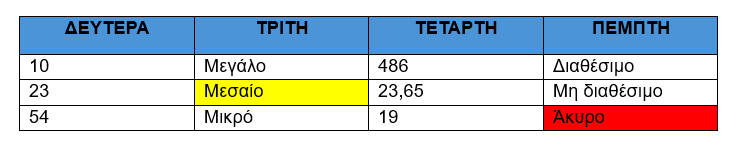 ΔΕΥΤΕΡΑ ΤΡΙΤΗ ΤΕΤΑΡΤΗ ΠΕΜΠΤΗ
10 Μεγάλο 486 Διαθέσιμο
23 Μεσαίο 23,65 Μη διαθέσιμο
54 Μικρό 19 Άκυρο